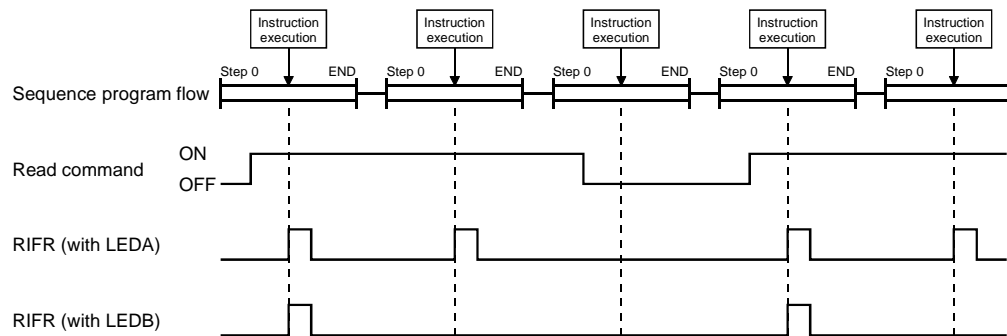 Instruction
execution
Instruction
execution
Instruction
execution
Instruction
execution
Instruction
execution
Step 0 END Step 0 END Step 0 END Step 0 END Step 0
Sequence program flow
ON
Read command
OFF
RIFR (with LEDA)
RIFR (with LEDB)